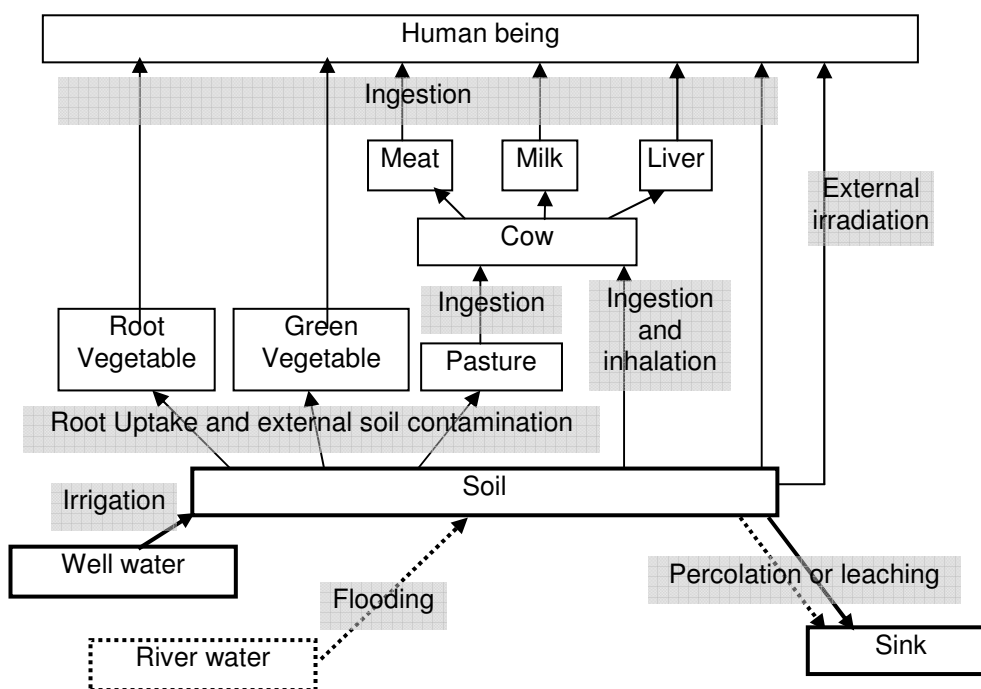 Human being
Ingestion
Meat
Milk
Liver
External
irradiation
Cow
Ingestion
Ingestion
and
inhalation
Root
Vegetable
Green
Vegetable
Pasture
Root Uptake and external soil contamination
Soil
Irrigation
Well water
Flooding
Percolation or leaching
River water
Sink